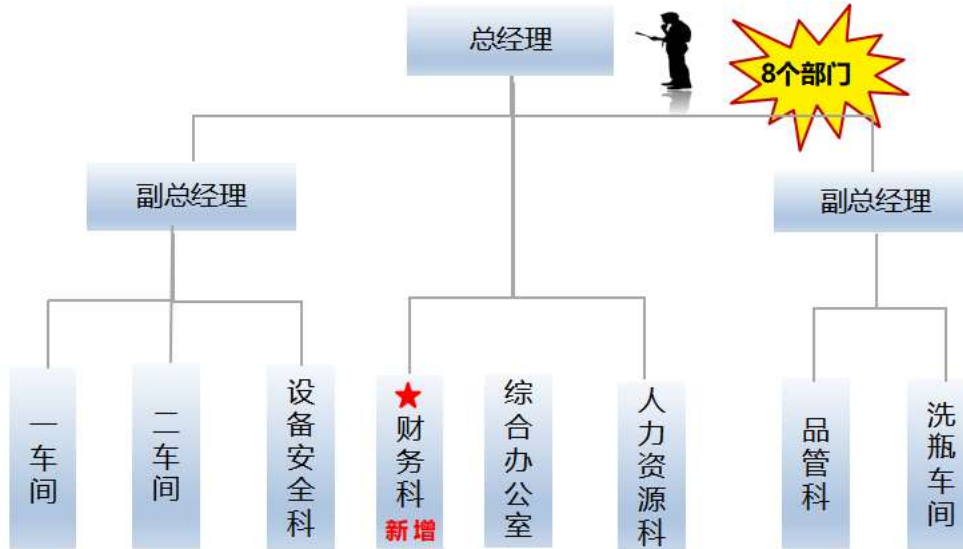 总经理
8个部门
副总经理
副总经理
一车间
二车间
设备安全科
★财务科
新增
综合办公室
人力资源科
品管科
洗瓶车间